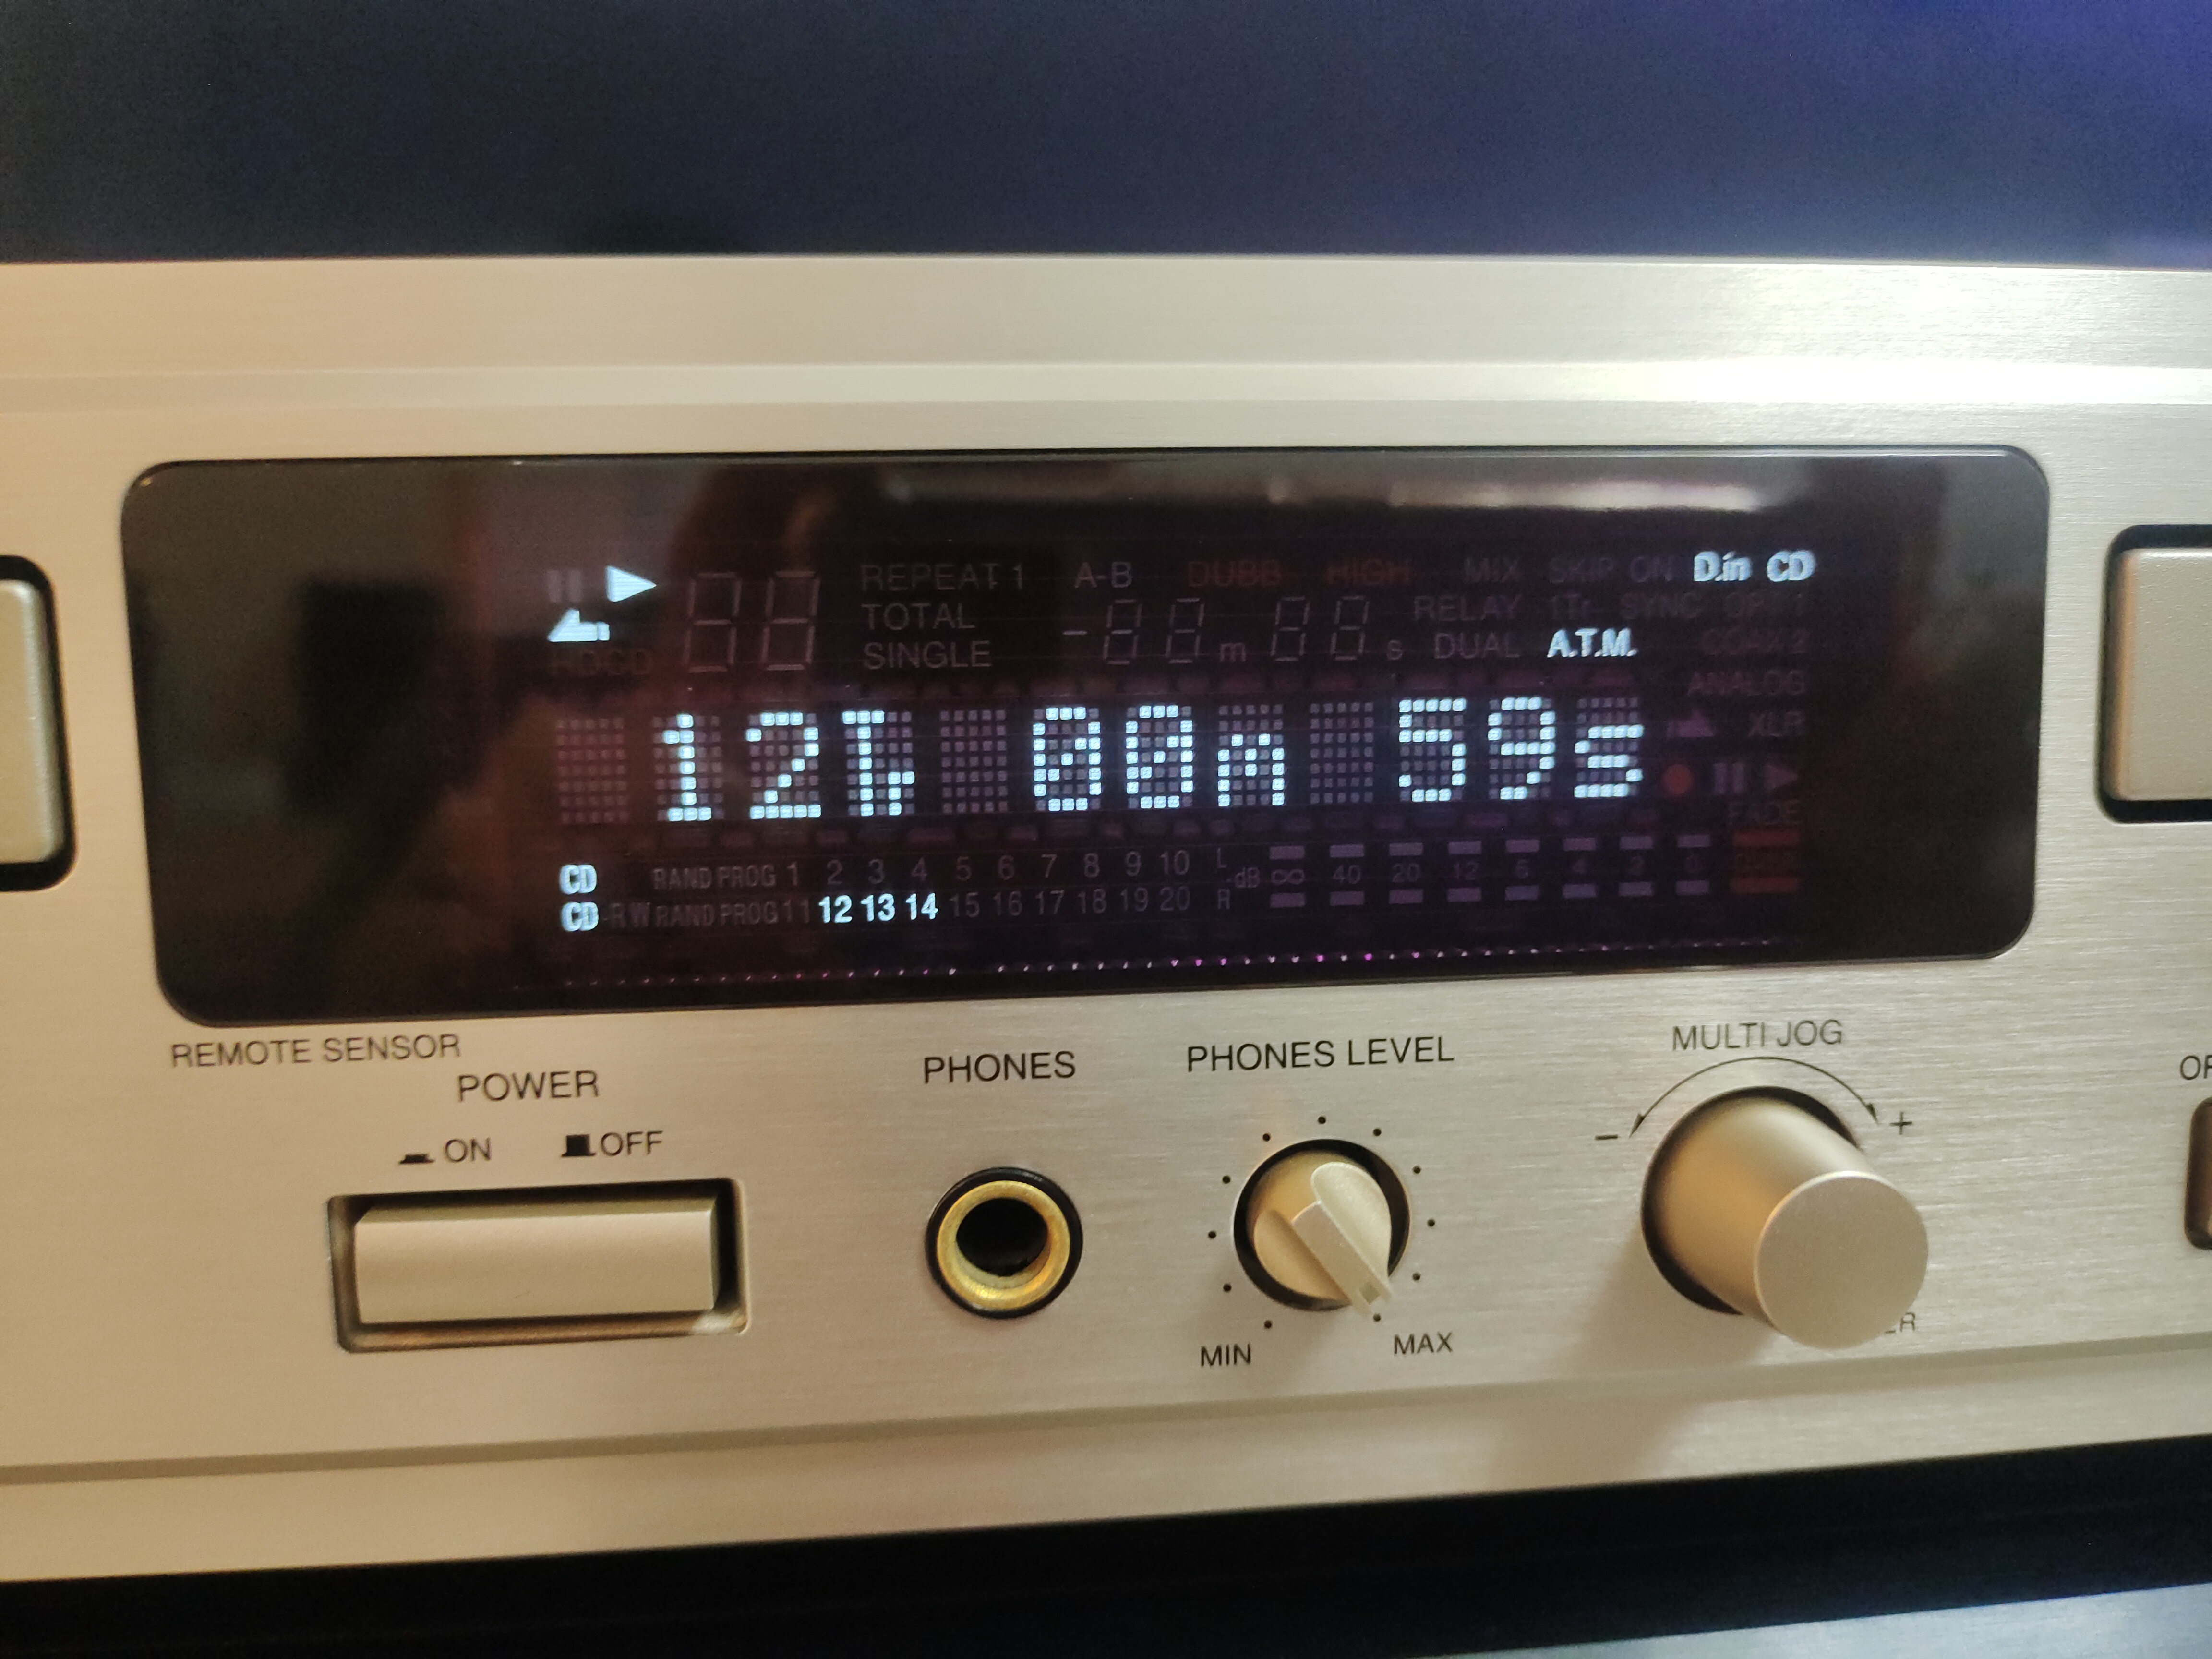 REPEAT 1 A-B DUBB HIGH MIX SKIP ON D.in CD
TOTAL RELAY 1Tr SYNC OPT 1
HDCD SINGLE -88m 88s DUAL A.T.M. COAX 2
ANALOG
12h 00m 59s XLR
FADE
CD RAND PROG 1 2 3 4 5 6 7 8 9 10 L -dB ∞ 40 20 12 6 4 2 0
CD-RW RAND PROG 11 12 13 14 15 16 17 18 19 20 R
REMOTE SENSOR
POWER
ON OFF
PHONES
PHONES LEVEL
MIN MAX
MULTI JOG
- +